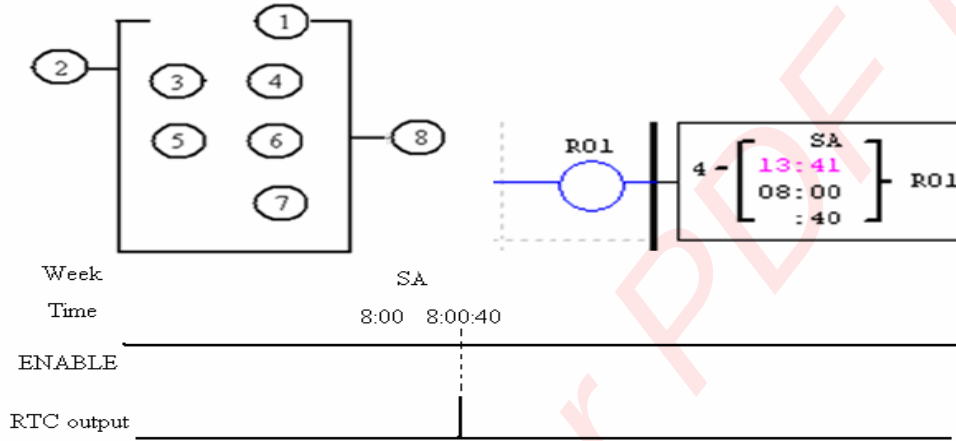 1
2
3
4
5
6
7
8
R01
4
SA
13:41
08:00
:40
R01
Week
SA
Time
8:00 8:00:40
ENABLE
RTC output
r PDF